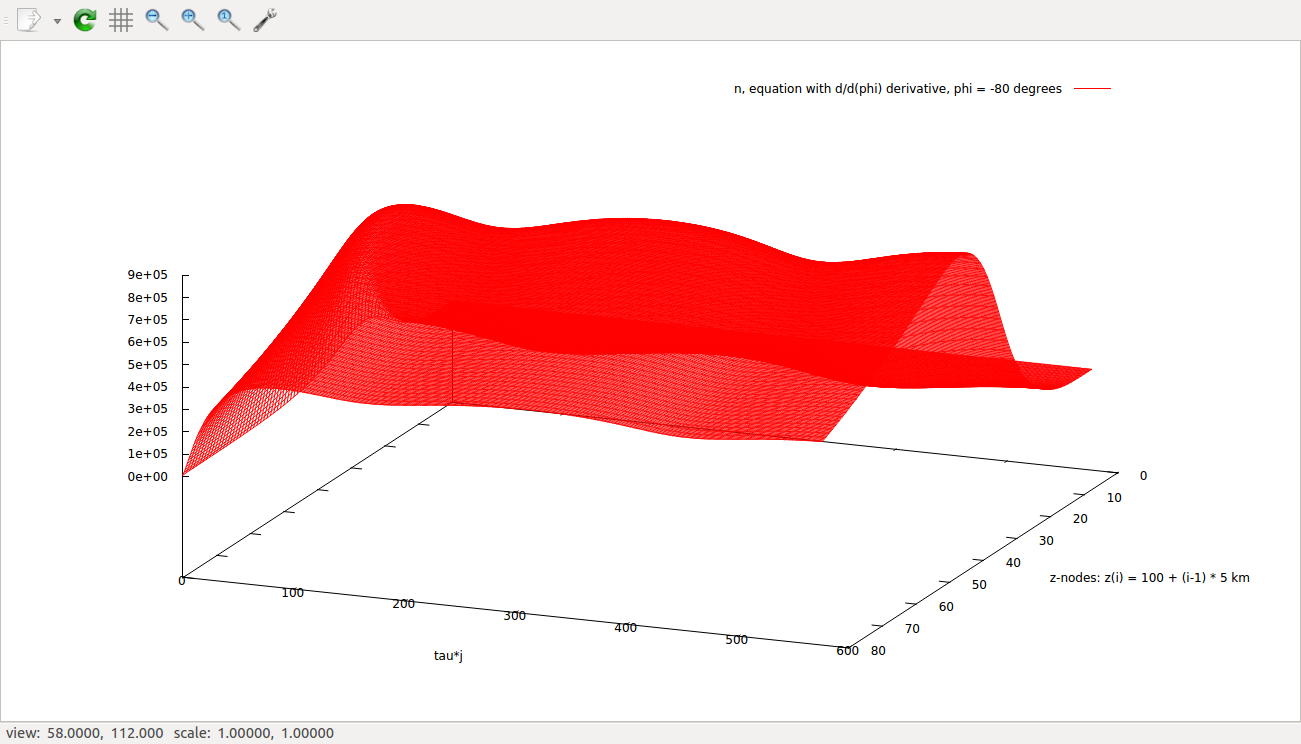 n, equation with d/d(phi) derivative, phi = -80 degrees
9e+05
8e+05
7e+05
6e+05
5e+05
4e+05
3e+05
2e+05
1e+05
0e+00
0
10
20
30
40
50
60
70
80
z-nodes: z(i) = 100 + (i-1) * 5 km
0
100
200
300
400
500
600
tau*j
view: 58.0000, 112.000 scale: 1.00000, 1.00000